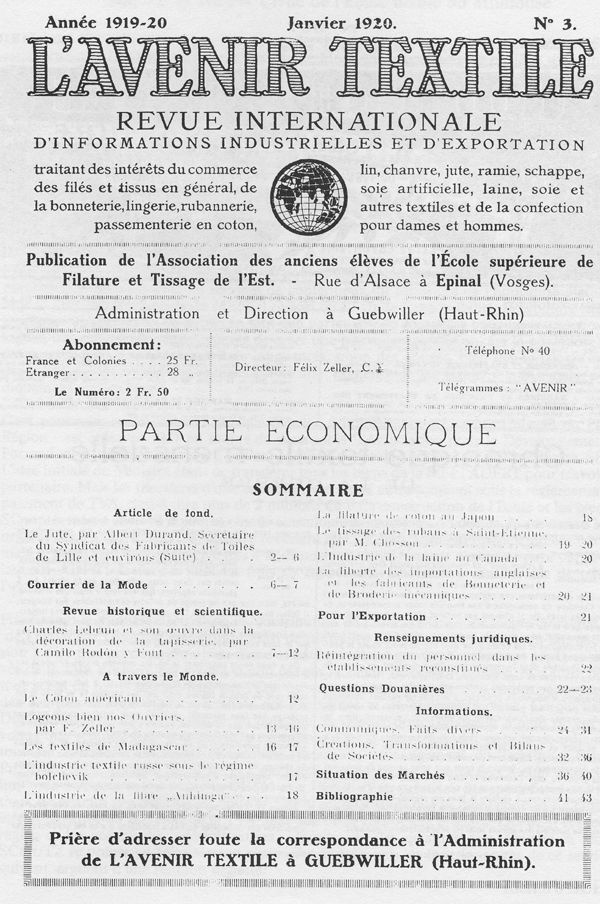 Année 1919-20 Janvier 1920. Nº 3.
L'AVENIR TEXTILE
REVUE INTERNATIONALE
D'INFORMATIONS INDUSTRIELLES ET D'EXPORTATION
traitant des intérêts du commerce
des filés et tissus en général, de
la bonneterie, lingerie, rubannerie,
passementerie en coton,
lin, chanvre, jute, ramie, schappe,
soie artificielle, laine, soie et
autres textiles et de la confection
pour dames et hommes.
Publication de l'Association des anciens élèves de l'École supérieure de
Filature et Tissage de l'Est. - Rue d'Alsace à Epinal (Vosges).
Administration et Direction à Guebwiller (Haut-Rhin)
Abonnement:
France et Colonies . . . . 25 Fr.
Etranger . . . . . . . . . . . 28 „
Le Numéro: 2 Fr. 50
Directeur: Félix Zeller, C.
Téléphone Nº 40
Télégrammes: "AVENIR"
PARTIE ECONOMIQUE
SOMMAIRE
Article de fond.
Le Jute, par Albert Durand, Secrétaire
du Syndicat des Fabricants de Toiles
de Lille et environs (Suite) . . . 2— 6
Courrier de la Mode . . . . . . 6— 7
Revue historique et scientifique.
Charles Lebrun et son œuvre dans la
décoration de la tapisserie, par
Camilo Rodón y Font . . . . . . 7—12
A travers le Monde.
Le Coton américain . . . . . . 12
Logeons bien nos Ouvriers,
par F. Zeller . . . . . . . 13 16
Les textiles de Madagascar . . . . . 16 17
L'industrie textile russe sous le régime
bolchevik . . . . . . . . 17
L'industrie de la fibre „Anhinga“ . . . 18
La filature de coton au Japon . . . . 18
Le tissage des rubans à Saint-Etienne,
par M. Chosson . . . . . . . 19 20
L'Industrie de la laine au Canada . . 20
La liberté des importations anglaises
et les fabricants de Bonneterie et
de Broderie mécaniques . . . . . 20 21
Pour l'Exportation . . . . . . . 21
Renseignements juridiques.
Réintégration du personnel dans les
établissements reconstitués . . . . . 22
Questions Douanières . . . . . . 22—23
Informations.
Communiqués, Faits divers . . . . 24 31
Créations, Transformations et Bilans
de Sociétés . . . . . . . . 32 36
Situation des Marchés . . . . . 36 40
Bibliographie . . . . . . . . 41 43
Prière d'adresser toute la correspondance à l'Administration
de L'AVENIR TEXTILE à GUEBWILLER (Haut-Rhin).